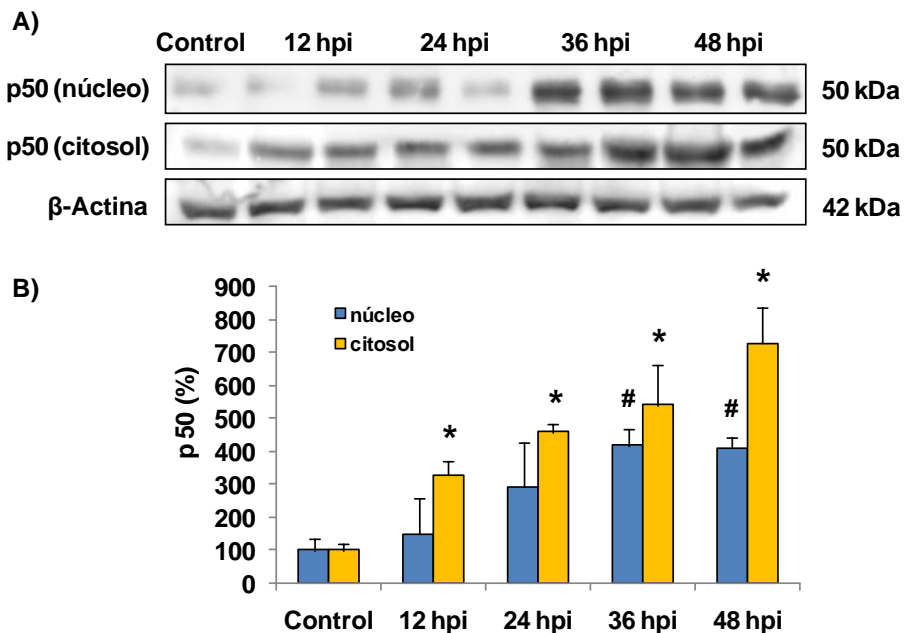 A)
Control 12 hpi 24 hpi 36 hpi 48 hpi
p50 (núcleo) 50 kDa
p50 (citosol) 50 kDa
β-Actina 42 kDa
B)
p 50 (%)
900
800
700
600
500
400
300
200
100
0
núcleo
citosol
* * # * # *
Control 12 hpi 24 hpi 36 hpi 48 hpi